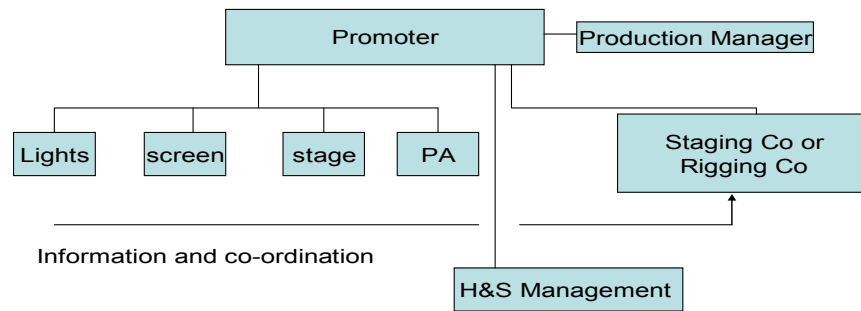 Promoter
Production Manager
Lights
screen
stage
PA
Staging Co or
Rigging Co
Information and co-ordination
H&S Management